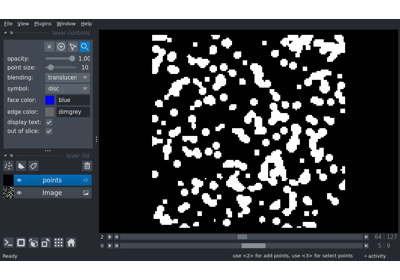 File View Plugins Window Help
layer controls
opacity: 1.00
point size: 10
blending: translucen
symbol: disc
face color: blue
edge color: dimgrey
display text:
out of slice:
layer list
points
Image
2 64 127
0 5 9
Ready use <2> for add points, use <3> for select points activity